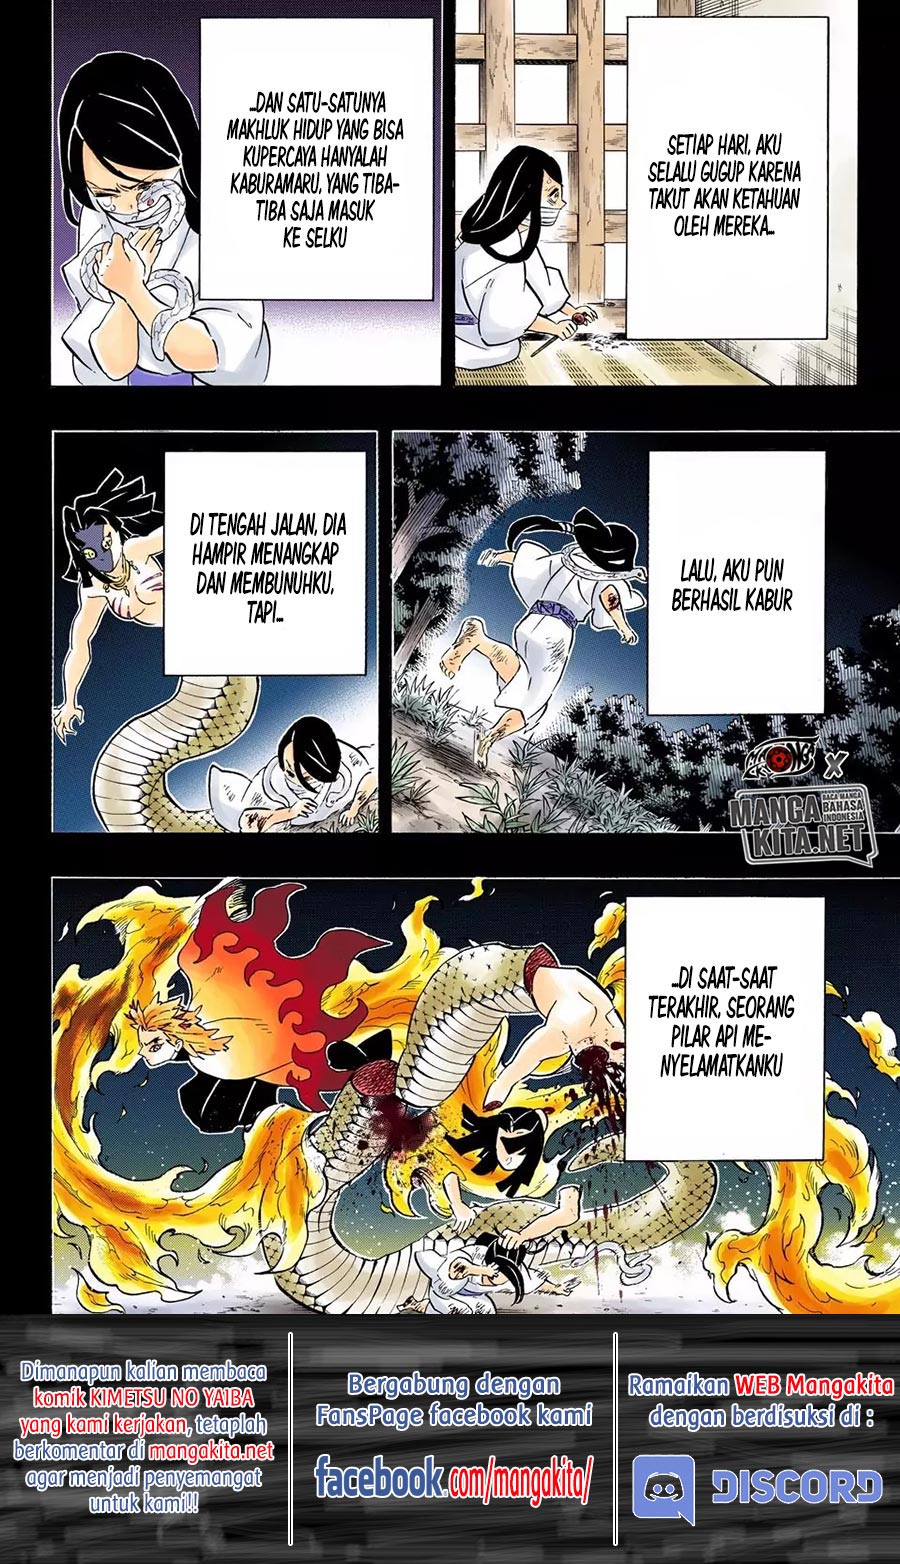 SETIAP HARI, AKU
SELALU GUGUP KARENA
TAKUT AKAN KETAHUAN
OLEH MEREKA...
...DAN SATU-SATUNYA
MAKHLUK HIDUP YANG BISA
KUPERCAYA HANYALAH
KABURAMARU, YANG TIBA-
TIBA SAJA MASUK
KE SELKU
LALU, AKU PUN
BERHASIL KABUR
DI TENGAH JALAN, DIA
HAMPIR MENANGKAP
DAN MEMBUNUHKU,
TAPI...
X
MANGA
BACA MANGA
BAHASA
INDONESIA
KITA.NET
...DI SAAT-SAAT
TERAKHIR, SEORANG
PILAR API ME-
NYELAMATKANKU
Dimanapun kalian membaca
komik KIMETSU NO YAIBA
yang kami kerjakan, tetaplah
berkomentar di mangakita.net
agar menjadi penyemangat
untuk kami!!
Bergabung dengan
FansPage facebook kami
facebook.com/mangakita/
Ramaikan WEB Mangakita
dengan berdisuksi di :
DISCORD